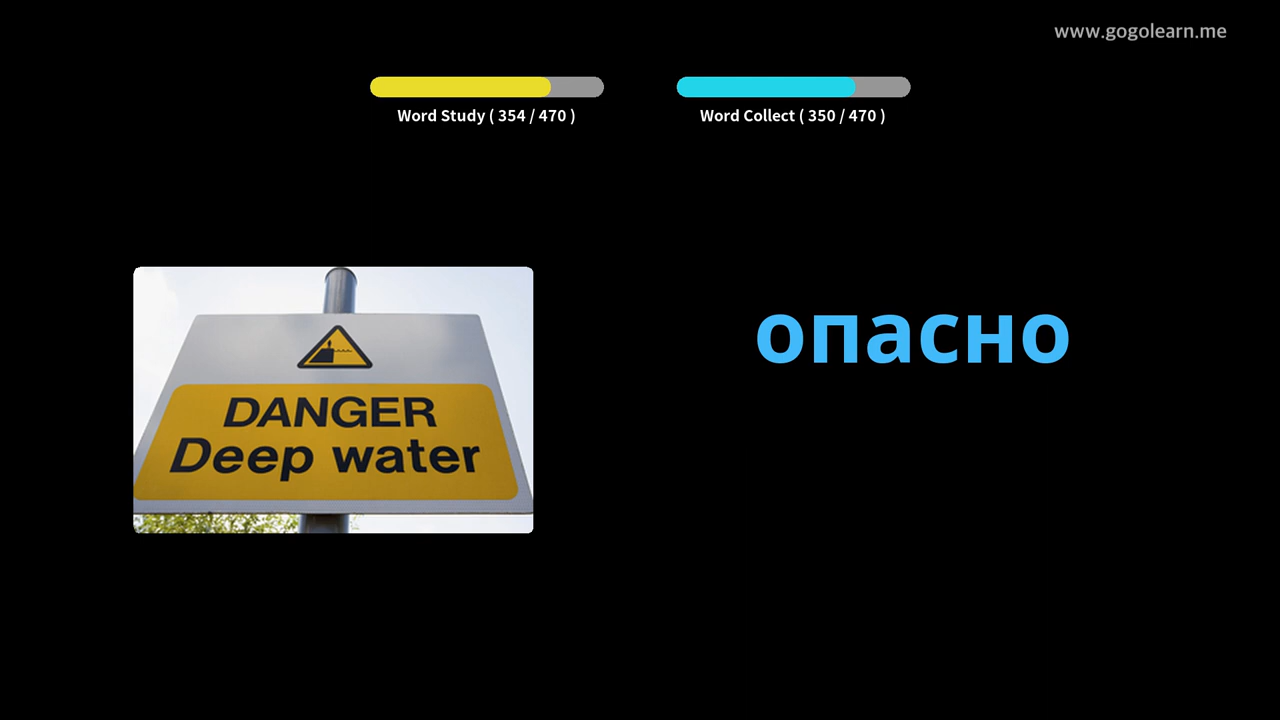 www.gogolearn.me
Word Study ( 354 / 470 )
Word Collect ( 350 / 470 )
DANGER
Deep water
опасно